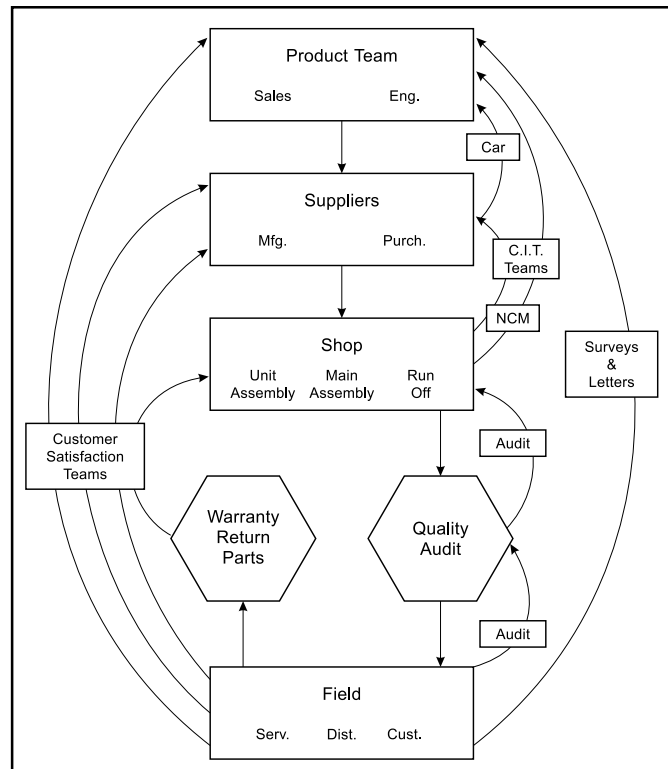 Product Team
Sales Eng.
Car
Suppliers
Mfg. Purch.
C.I.T.
Teams
NCM
Shop
Unit
Assembly
Main
Assembly
Run
Off
Surveys
&
Letters
Customer
Satisfaction
Teams
Audit
Warranty
Return
Parts
Quality
Audit
Audit
Field
Serv. Dist. Cust.